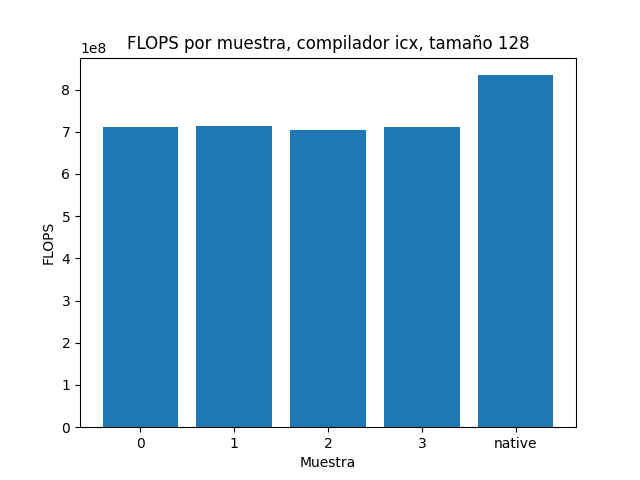 FLOPS por muestra, compilador icx, tamaño 128
1e8
8
7
6
5
4
3
2
1
0
FLOPS
0 1 2 3 native
Muestra